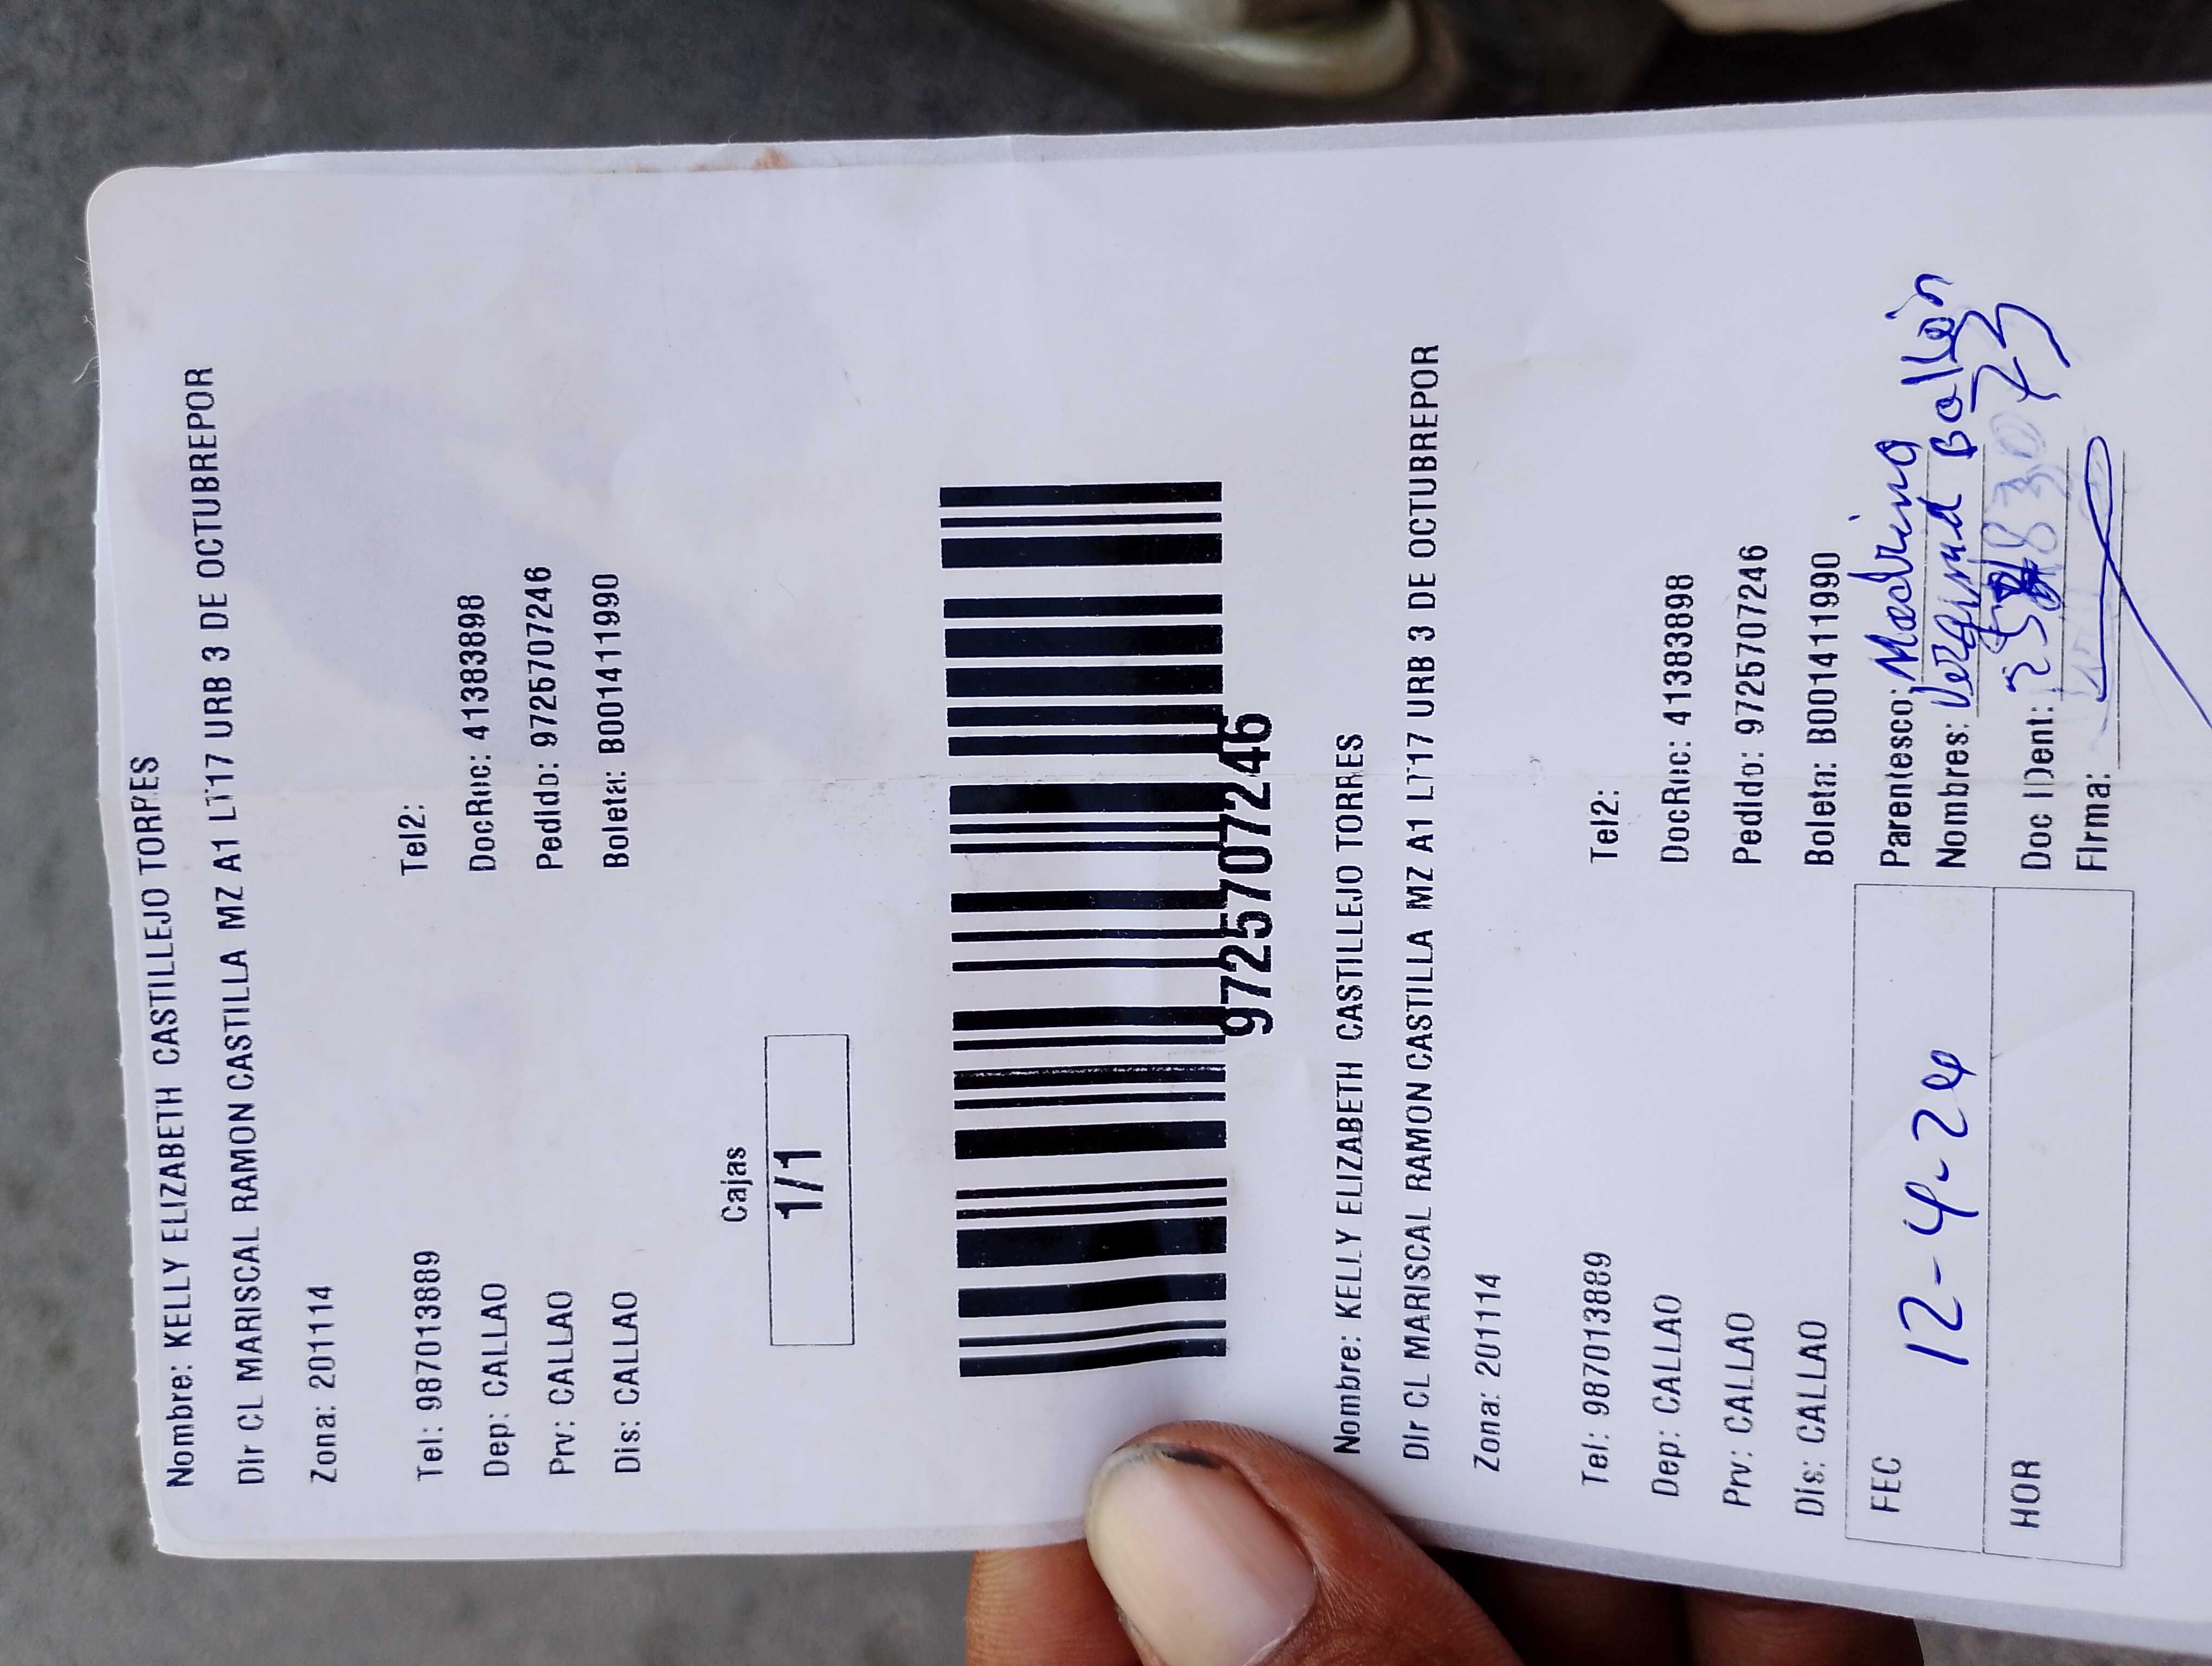 Nombre: KELLY ELIZABETH CASTILLEJO TORRES
Dir CL MARISCAL RAMON CASTILLA MZ A1 LT17 URB 3 DE OCTUBREPOR
Zona: 201114
Tel: 987013889 Tel2:
Dep: CALLAO DocRuc: 41383898
Prv: CALLAO Pedido: 9725707246
Dis: CALLAO Boleta: B001411990
Cajas
1/1
9725707246
Nombre: KELLY ELIZABETH CASTILLEJO TORRES
Dir CL MARISCAL RAMON CASTILLA MZ A1 LT17 URB 3 DE OCTUBREPOR
Zona: 201114
Tel: 987013889 Tel2:
Dep: CALLAO DocRuc: 41383898
Prv: CALLAO Pedido: 9725707246
Dis: CALLAO Boleta: B001411990
FEC 12-4-24 Parentesco: Madrina
Nombres:
HOR Doc IDent:
Firma: